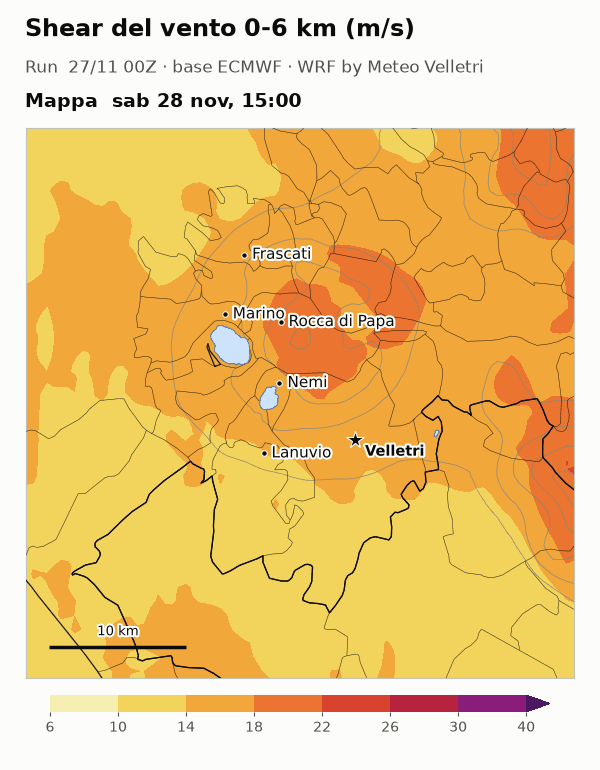 Shear del vento 0-6 km (m/s)
Run  27/11 00Z · base ECMWF · WRF by Meteo Velletri
Mappa  sab 28 nov, 15:00
Frascati
Marino
Rocca di Papa
Nemi
Velletri
Lanuvio
10 km
6 10 14 18 22 26 30 40